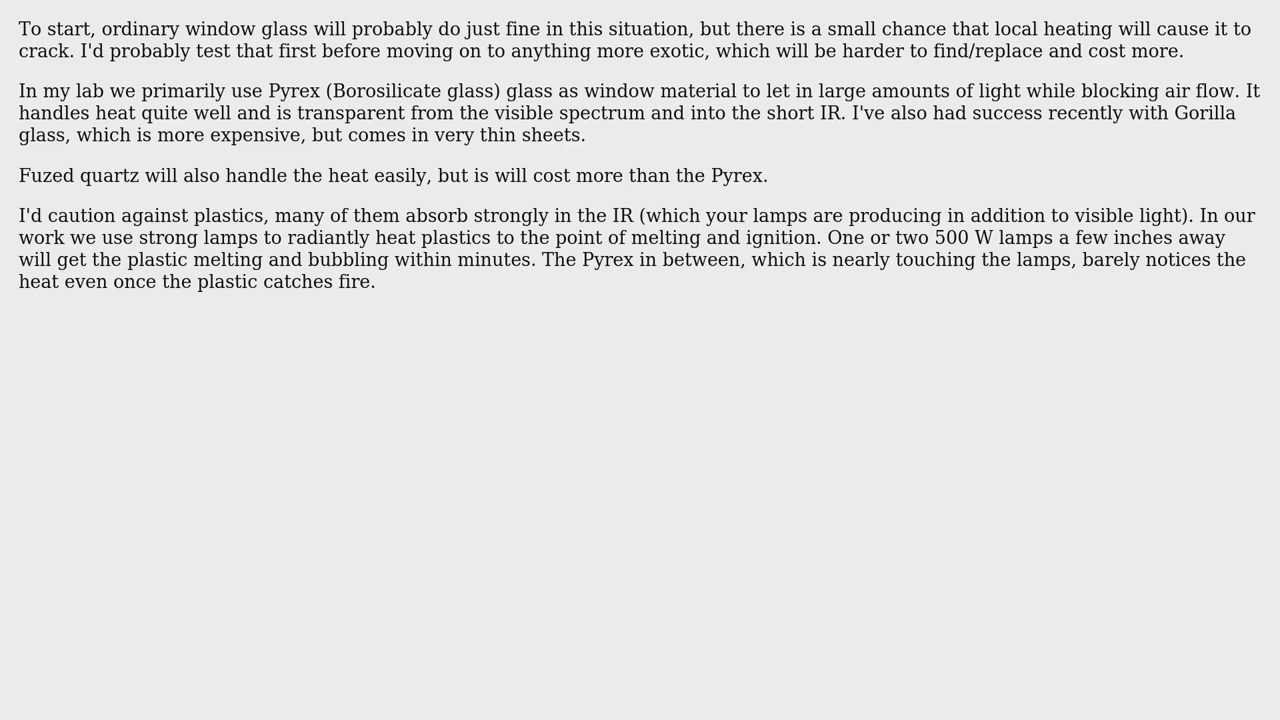 To start, ordinary window glass will probably do just fine in this situation, but there is a small chance that local heating will cause it to
crack. I'd probably test that first before moving on to anything more exotic, which will be harder to find/replace and cost more.
In my lab we primarily use Pyrex (Borosilicate glass) glass as window material to let in large amounts of light while blocking air flow. It
handles heat quite well and is transparent from the visible spectrum and into the short IR. I've also had success recently with Gorilla
glass, which is more expensive, but comes in very thin sheets.
Fuzed quartz will also handle the heat easily, but is will cost more than the Pyrex.
I'd caution against plastics, many of them absorb strongly in the IR (which your lamps are producing in addition to visible light). In our
work we use strong lamps to radiantly heat plastics to the point of melting and ignition. One or two 500 W lamps a few inches away
will get the plastic melting and bubbling within minutes. The Pyrex in between, which is nearly touching the lamps, barely notices the
heat even once the plastic catches fire.